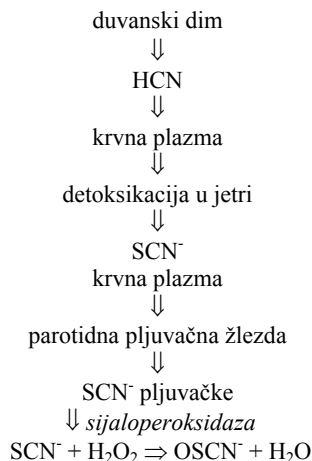 duvanski dim
⇓
HCN
⇓
krvna plazma
⇓
detoksikacija u jetri
⇓
SCN⁻
krvna plazma
⇓
parotidna pljuvačna žlezda
⇓
SCN⁻ pljuvačke
⇓ sijaloperoksidaza
SCN⁻ + H₂O₂ ⇒ OSCN⁻ + H₂O